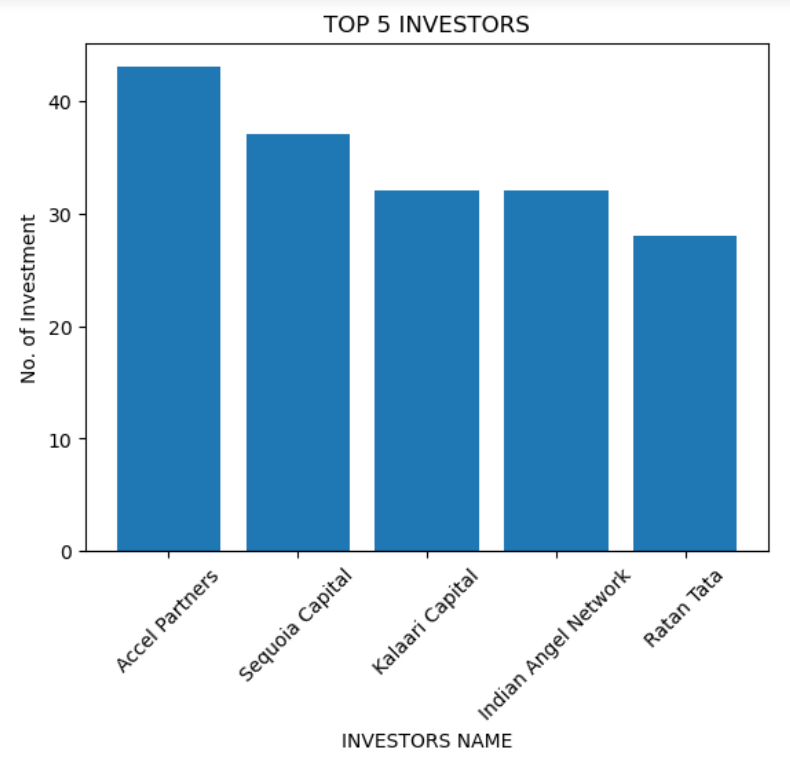 TOP 5 INVESTORS
40
30
20
10
0
No. of Investment
Accel Partners
Sequoia Capital
Kalaari Capital
Indian Angel Network
Ratan Tata
INVESTORS NAME